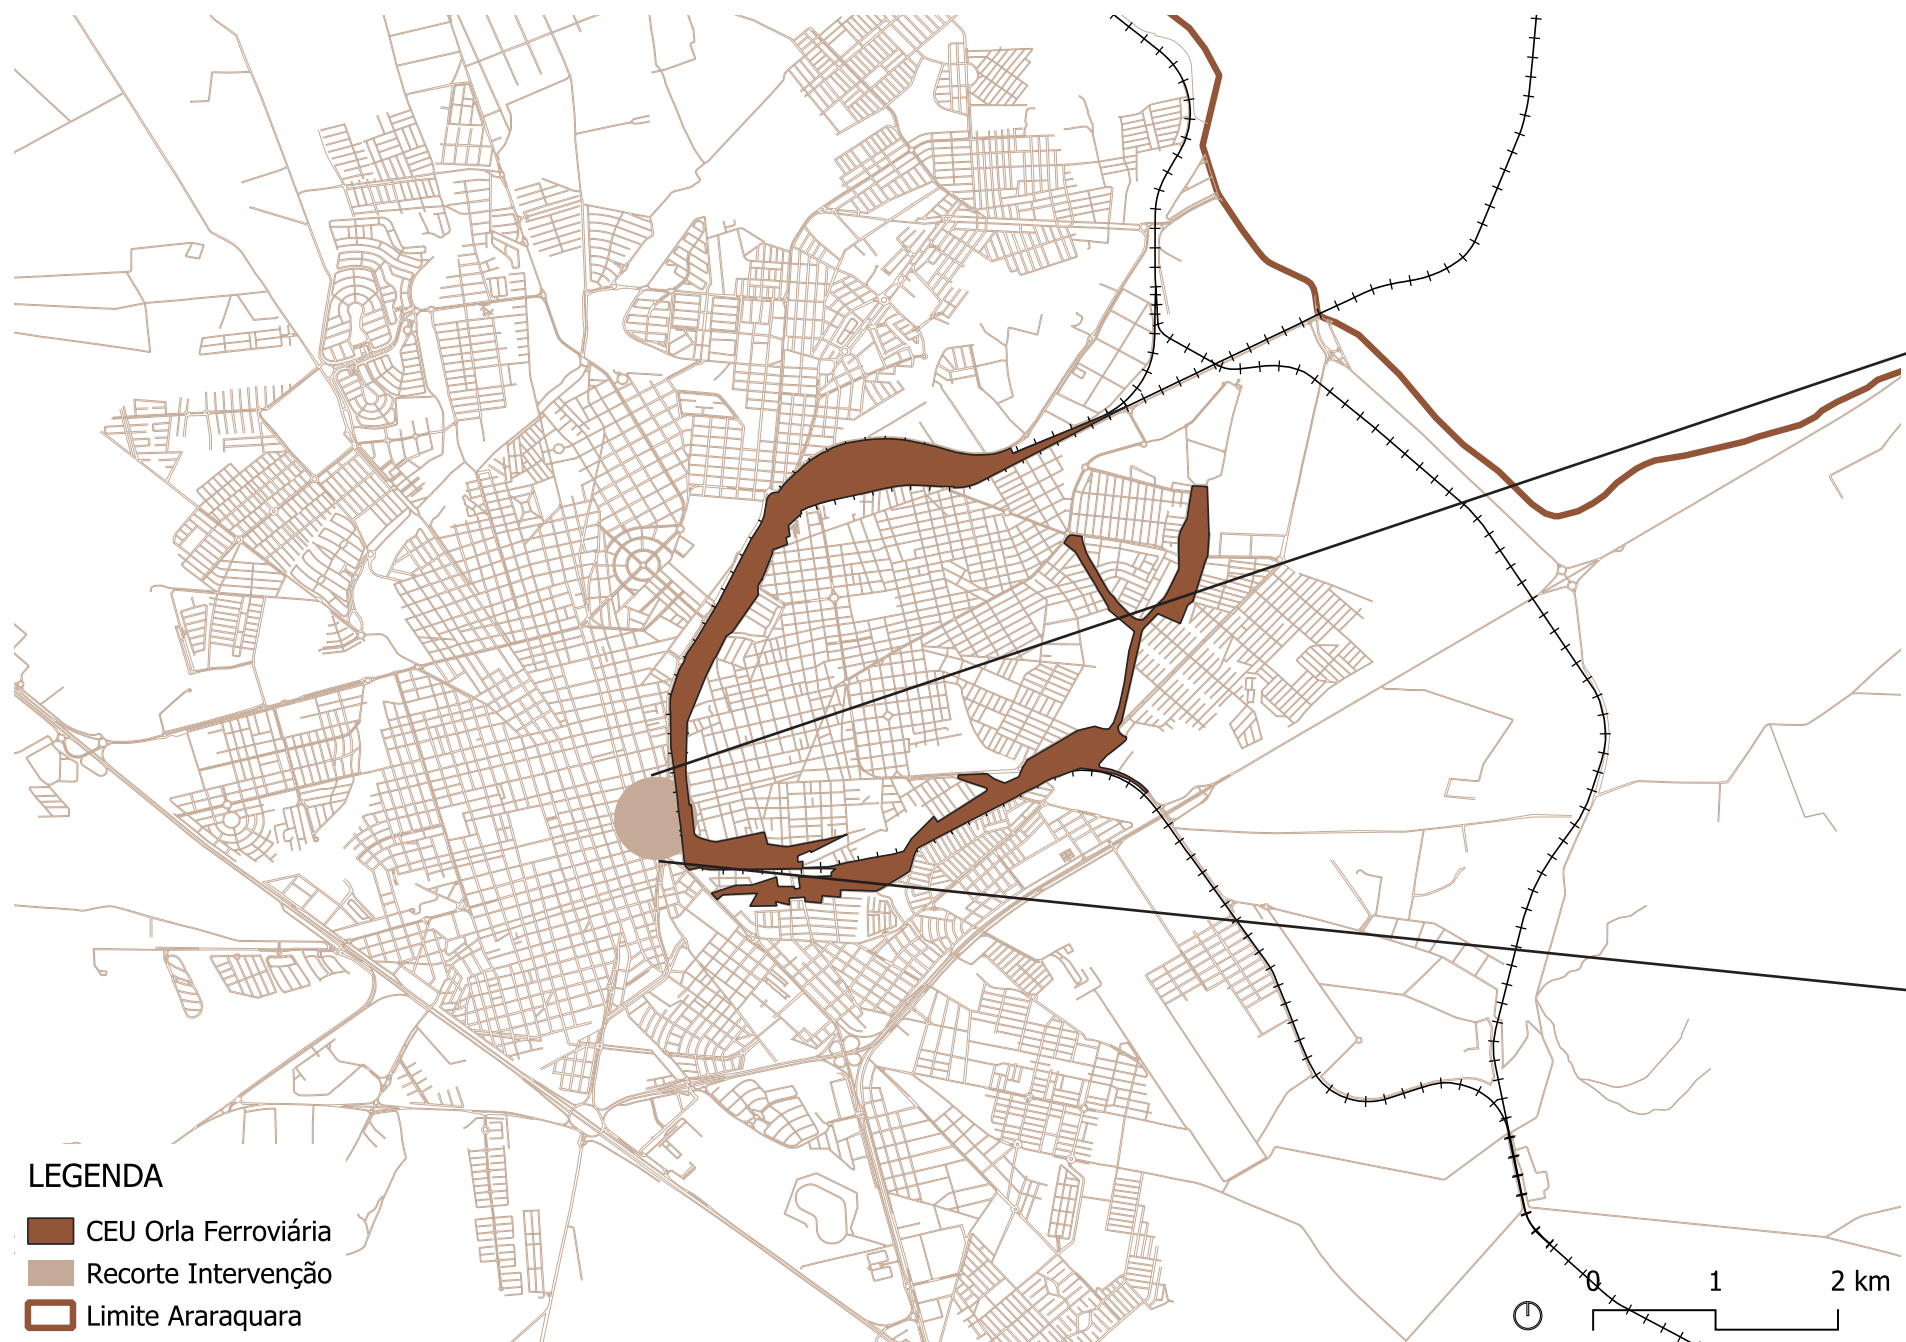 LEGENDA
CEU Orla Ferroviária
Recorte Intervenção
Limite Araraquara
0 1 2 km